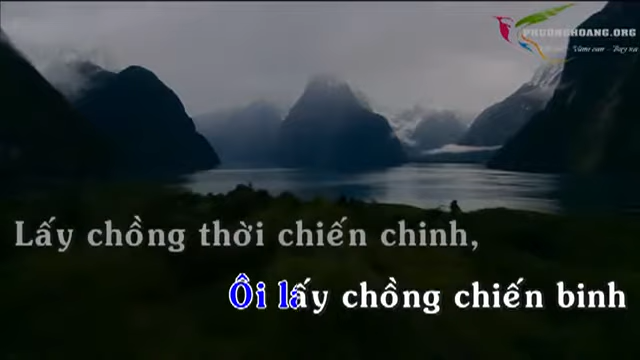 PHUONGHOANG.ORG
Lấy chồng thời chiến chinh,
Ôi lấy chồng chiến binh